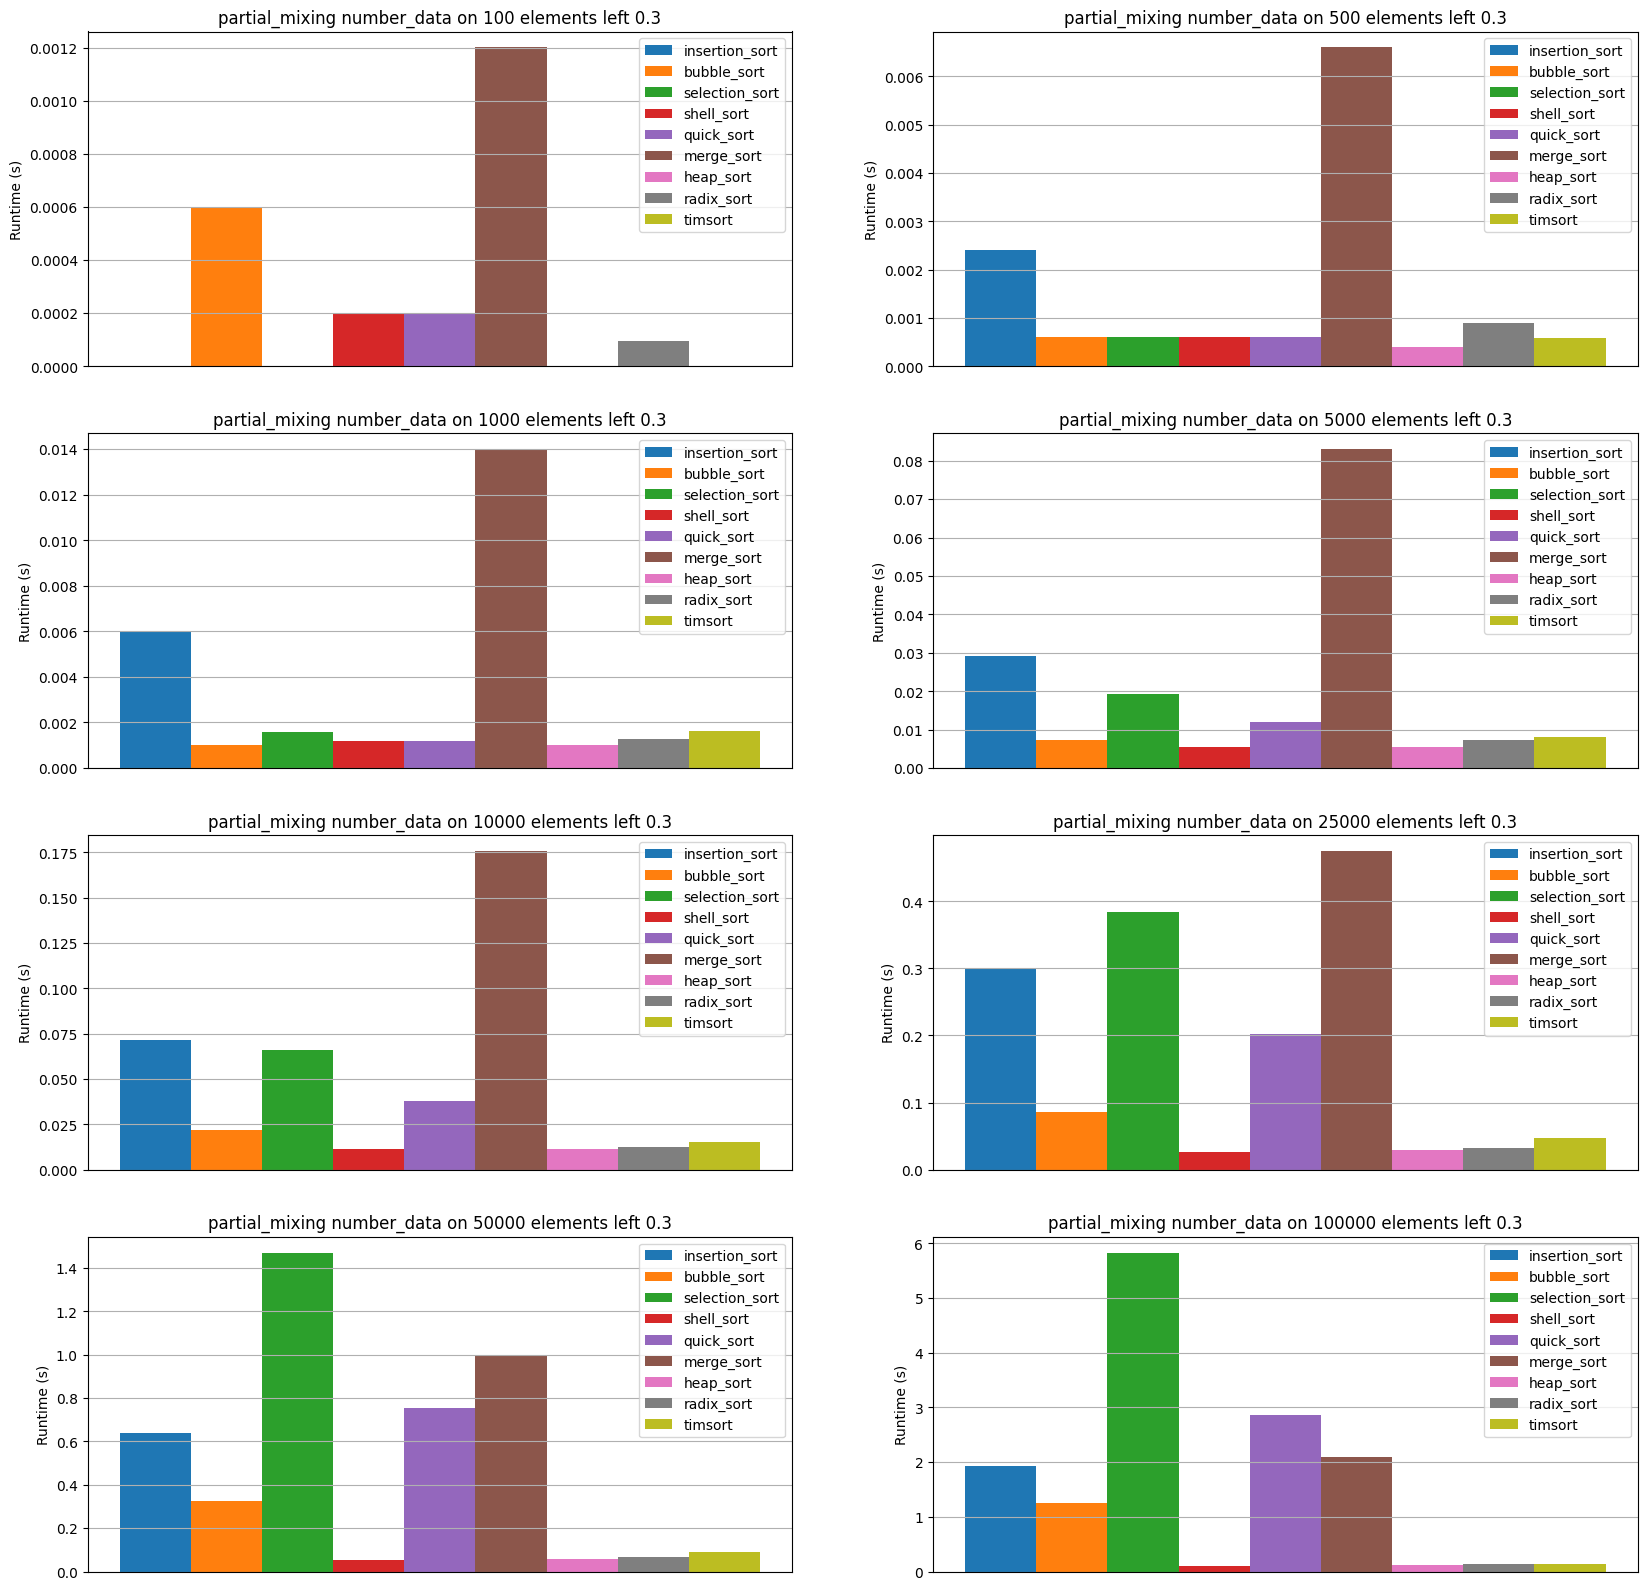 partial_mixing number_data on 100 elements left 0.3
Runtime (s)
0.0012
0.0010
0.0008
0.0006
0.0004
0.0002
0.0000
insertion_sort
bubble_sort
selection_sort
shell_sort
quick_sort
merge_sort
heap_sort
radix_sort
timsort
partial_mixing number_data on 500 elements left 0.3
Runtime (s)
0.006
0.005
0.004
0.003
0.002
0.001
0.000
insertion_sort
bubble_sort
selection_sort
shell_sort
quick_sort
merge_sort
heap_sort
radix_sort
timsort
partial_mixing number_data on 1000 elements left 0.3
Runtime (s)
0.014
0.012
0.010
0.008
0.006
0.004
0.002
0.000
insertion_sort
bubble_sort
selection_sort
shell_sort
quick_sort
merge_sort
heap_sort
radix_sort
timsort
partial_mixing number_data on 5000 elements left 0.3
Runtime (s)
0.08
0.07
0.06
0.05
0.04
0.03
0.02
0.01
0.00
insertion_sort
bubble_sort
selection_sort
shell_sort
quick_sort
merge_sort
heap_sort
radix_sort
timsort
partial_mixing number_data on 10000 elements left 0.3
Runtime (s)
0.175
0.150
0.125
0.100
0.075
0.050
0.025
0.000
insertion_sort
bubble_sort
selection_sort
shell_sort
quick_sort
merge_sort
heap_sort
radix_sort
timsort
partial_mixing number_data on 25000 elements left 0.3
Runtime (s)
0.4
0.3
0.2
0.1
0.0
insertion_sort
bubble_sort
selection_sort
shell_sort
quick_sort
merge_sort
heap_sort
radix_sort
timsort
partial_mixing number_data on 50000 elements left 0.3
Runtime (s)
1.4
1.2
1.0
0.8
0.6
0.4
0.2
0.0
insertion_sort
bubble_sort
selection_sort
shell_sort
quick_sort
merge_sort
heap_sort
radix_sort
timsort
partial_mixing number_data on 100000 elements left 0.3
Runtime (s)
6
5
4
3
2
1
0
insertion_sort
bubble_sort
selection_sort
shell_sort
quick_sort
merge_sort
heap_sort
radix_sort
timsort